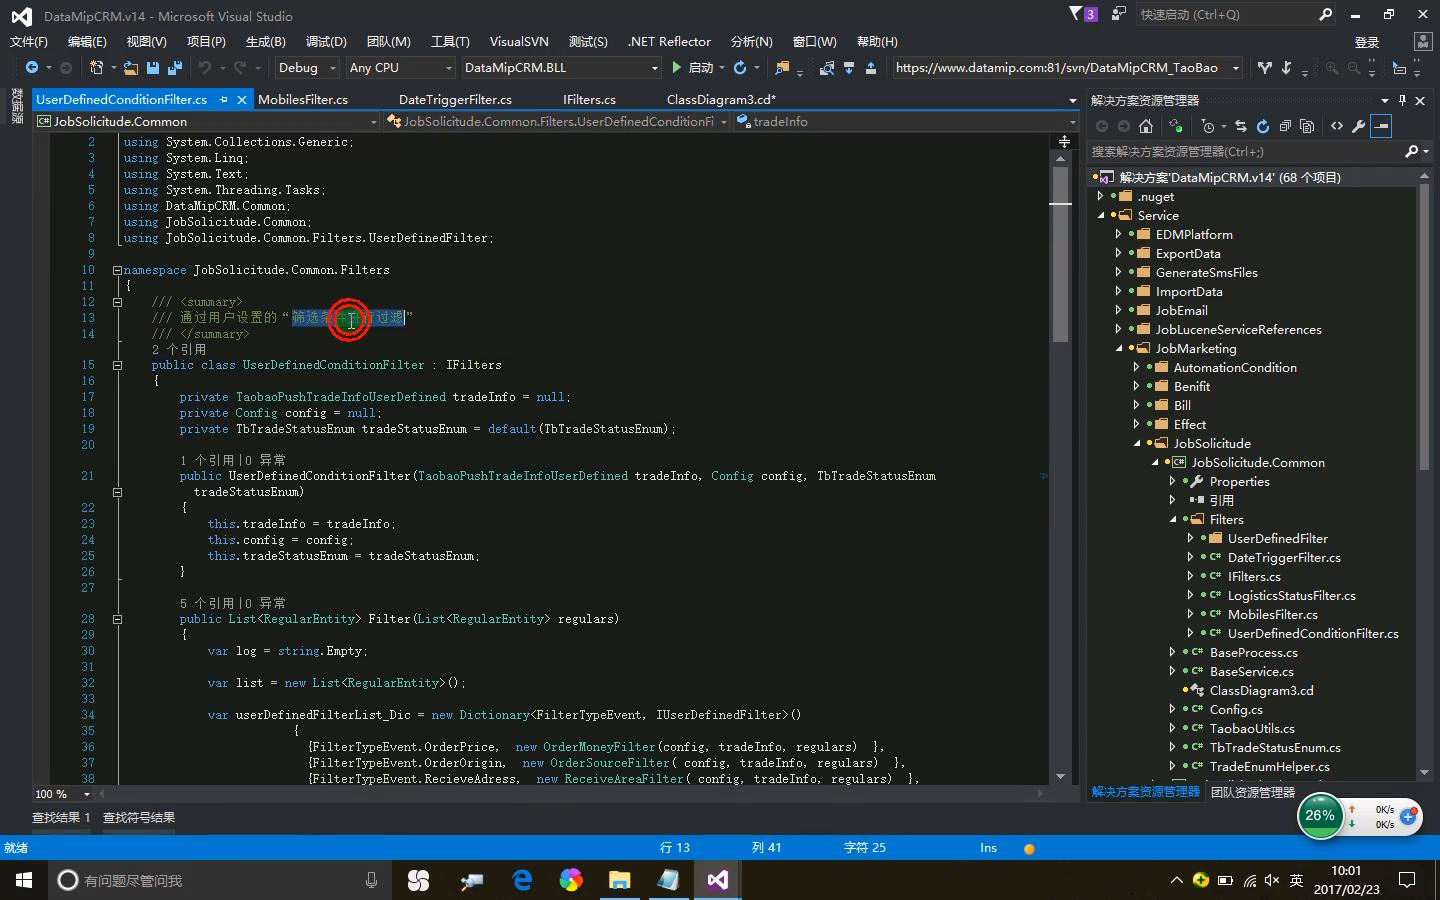 DataMipCRM.v14 - Microsoft Visual Studio
3
快速启动 (Ctrl+Q)
文件(F) 编辑(E) 视图(V) 项目(P) 生成(B) 调试(D) 团队(M) 工具(T) VisualSVN 测试(S) .NET Reflector 分析(N) 窗口(W) 帮助(H)
登录
Debug Any CPU DataMipCRM.BLL 启动 https://www.datamip.com:81/svn/DataMipCRM_TaoBao
数据源
UserDefinedConditionFilter.cs MobilesFilter.cs DateTriggerFilter.cs IFilters.cs ClassDiagram3.cd*
JobSolicitude.Common JobSolicitude.Common.Filters.UserDefinedConditionFi tradeInfo
2 using System.Collections.Generic;
3 using System.Linq;
4 using System.Text;
5 using System.Threading.Tasks;
6 using DataMipCRM.Common;
7 using JobSolicitude.Common;
8 using JobSolicitude.Common.Filters.UserDefinedFilter;
9
10 namespace JobSolicitude.Common.Filters
11 {
12 /// <summary>
13 /// 通过用户设置的“筛选条件进行过滤”
14 /// </summary>
2 个引用
15 public class UserDefinedConditionFilter : IFilters
16 {
17 private TaobaoPushTradeInfoUserDefined tradeInfo = null;
18 private Config config = null;
19 private TbTradeStatusEnum tradeStatusEnum = default(TbTradeStatusEnum);
20
1 个引用|0 异常
21 public UserDefinedConditionFilter(TaobaoPushTradeInfoUserDefined tradeInfo, Config config, TbTradeStatusEnum
tradeStatusEnum)
22 {
23 this.tradeInfo = tradeInfo;
24 this.config = config;
25 this.tradeStatusEnum = tradeStatusEnum;
26 }
27
5 个引用|0 异常
28 public List<RegularEntity> Filter(List<RegularEntity> regulars)
29 {
30 var log = string.Empty;
31
32 var list = new List<RegularEntity>();
33
34 var userDefinedFilterList_Dic = new Dictionary<FilterTypeEvent, IUserDefinedFilter>()
35 {
36 {FilterTypeEvent.OrderPrice, new OrderMoneyFilter(config, tradeInfo, regulars) },
37 {FilterTypeEvent.OrderOrigin, new OrderSourceFilter( config, tradeInfo, regulars) },
38 {FilterTypeEvent.RecieveAdress, new ReceiveAreaFilter( config, tradeInfo, regulars) },
100 %
查找结果 1 查找符号结果
解决方案资源管理器
搜索解决方案资源管理器(Ctrl+;)
解决方案'DataMipCRM.v14' (68 个项目)
.nuget
Service
EDMPlatform
ExportData
GenerateSmsFiles
ImportData
JobEmail
JobLuceneServiceReferences
JobMarketing
AutomationCondition
Benifit
Bill
Effect
JobSolicitude
JobSolicitude.Common
Properties
引用
Filters
UserDefinedFilter
DateTriggerFilter.cs
IFilters.cs
LogisticsStatusFilter.cs
MobilesFilter.cs
UserDefinedConditionFilter.cs
BaseProcess.cs
BaseService.cs
ClassDiagram3.cd
Config.cs
TaobaoUtils.cs
TbTradeStatusEnum.cs
TradeEnumHelper.cs
解决方案资源管理器 团队资源管理器
26% 0K/s
0K/s
就绪 行 13 列 41 字符 25 Ins
有问题尽管问我
英
10:01
2017/02/23